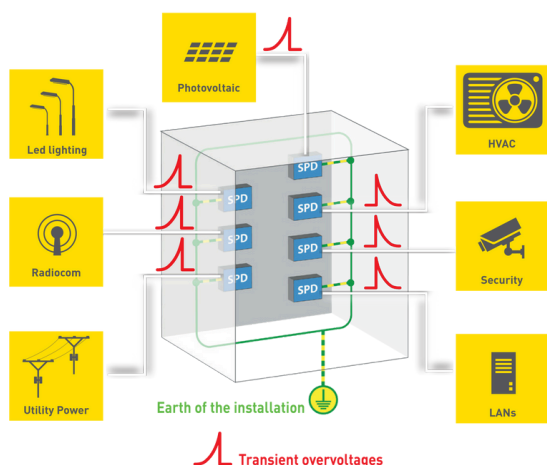 Photovoltaic
Led lighting
HVAC
SPD
SPD
SPD
SPD
SPD
SPD
SPD
Radiocom
Security
Utility Power
LANs
Earth of the installation
Transient overvoltages